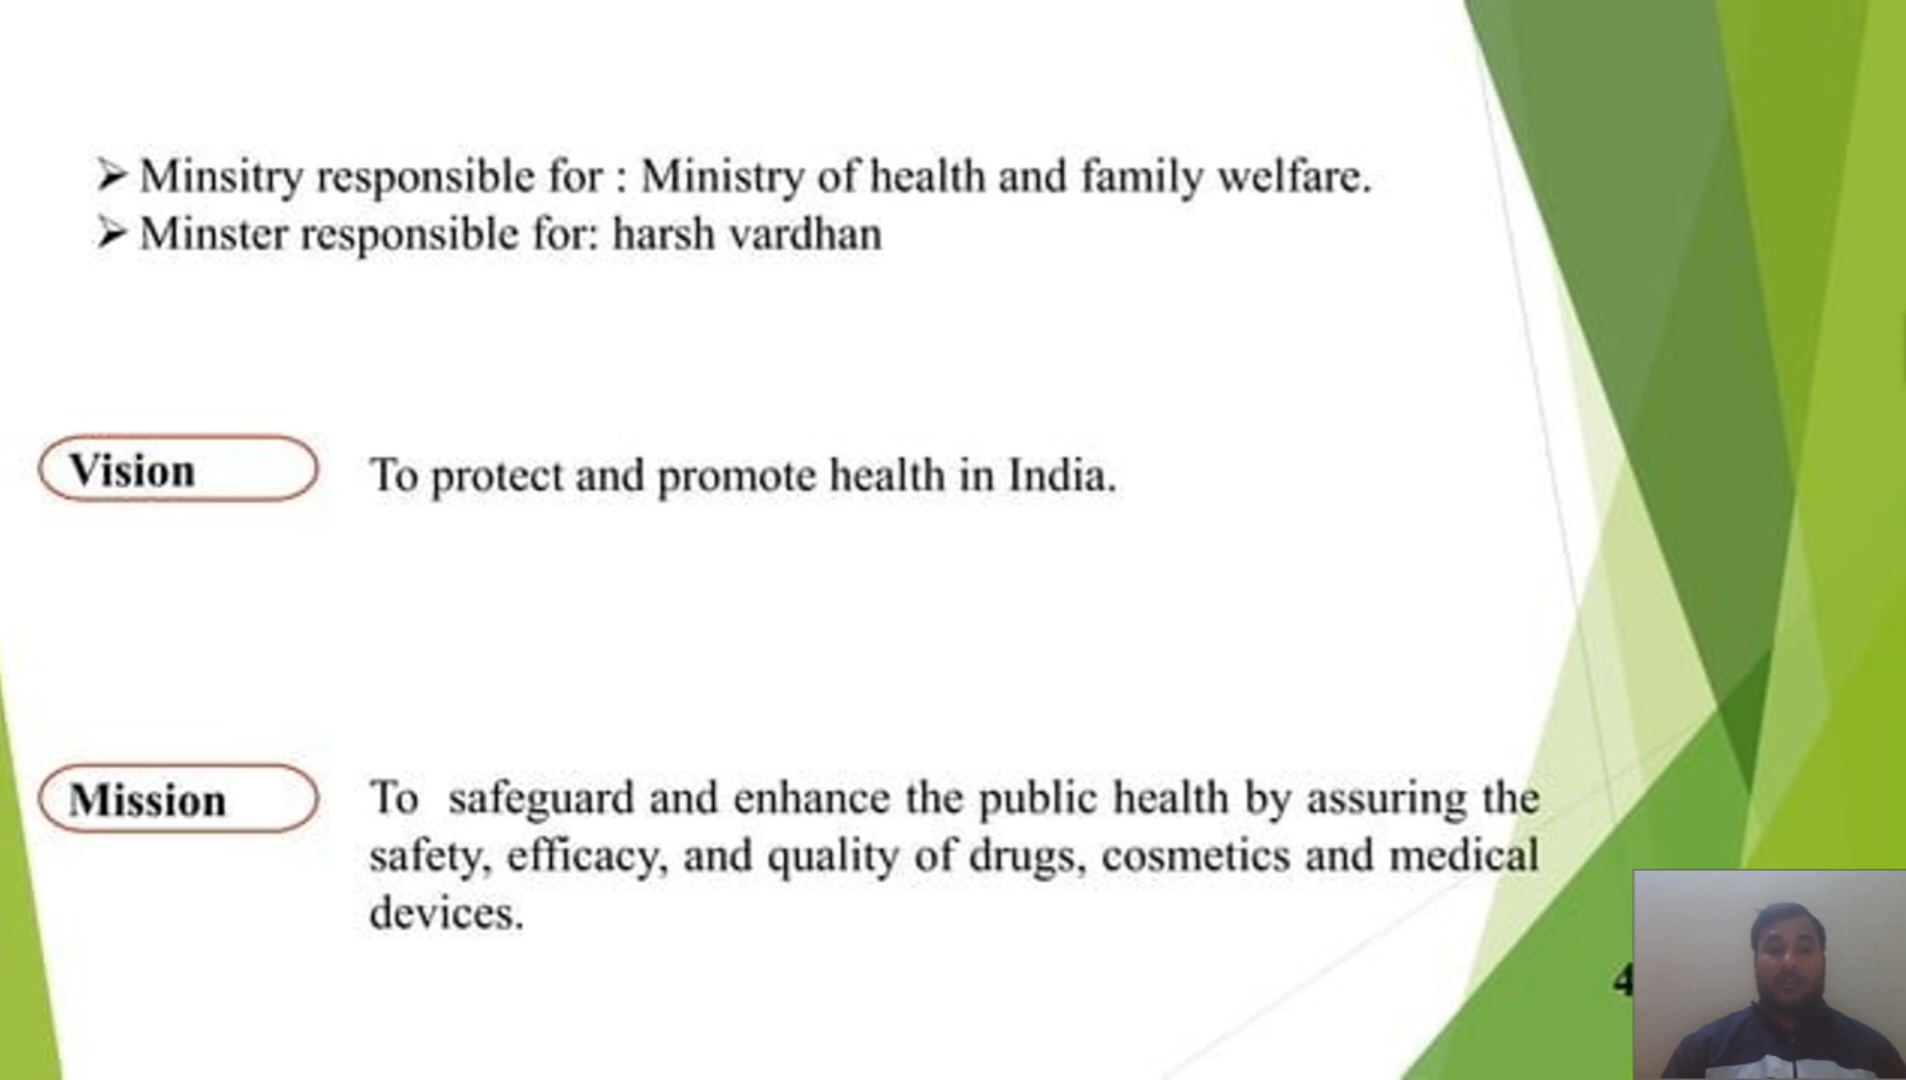 ➢ Minsitry responsible for : Ministry of health and family welfare.
➢ Minster responsible for: harsh vardhan
Vision
To protect and promote health in India.
Mission
To safeguard and enhance the public health by assuring the
safety, efficacy, and quality of drugs, cosmetics and medical
devices.
4